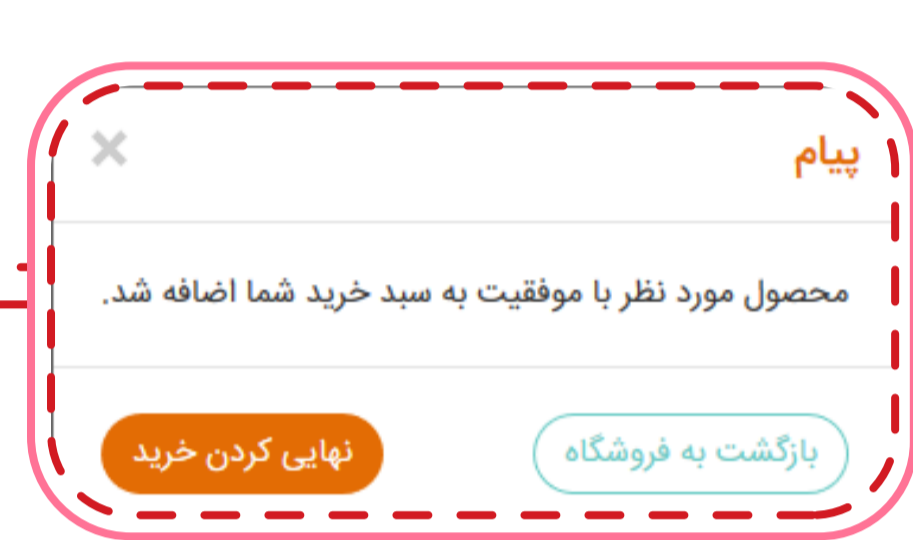 پیام
محصول مورد نظر با موفقیت به سبد خرید شما اضافه شد.
بازگشت به فروشگاه
نهایی کردن خرید